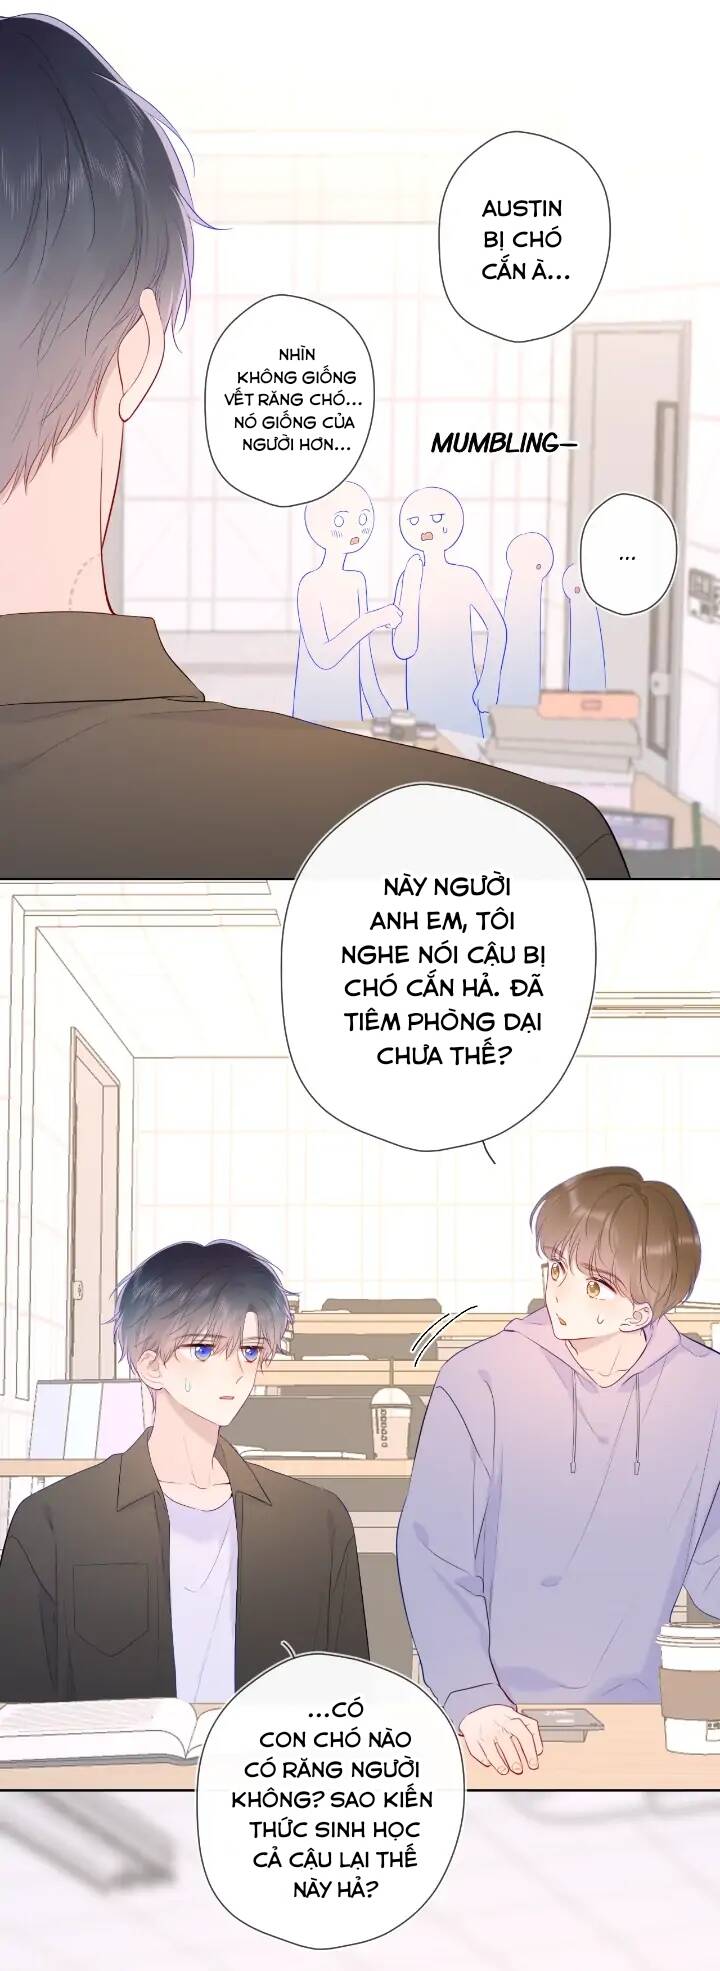 AUSTIN
BỊ CHÓ
CẮN À...
NHÌN
KHÔNG GIỐNG
VẾT RĂNG CHÓ...
NÓ GIỐNG CỦA
NGƯỜI HƠN...
MUMBLING-
...
NÀY NGƯỜI
ANH EM, TÔI
NGHE NÓI CẬU BỊ
CHÓ CẮN HẢ. ĐÃ
TIÊM PHÒNG DẠI
CHƯA THẾ?
...CÓ
CON CHÓ NÀO
CÓ RĂNG NGƯỜI
KHÔNG? SAO KIẾN
THỨC SINH HỌC
CẢ CẬU LẠI THẾ
NÀY HẢ?